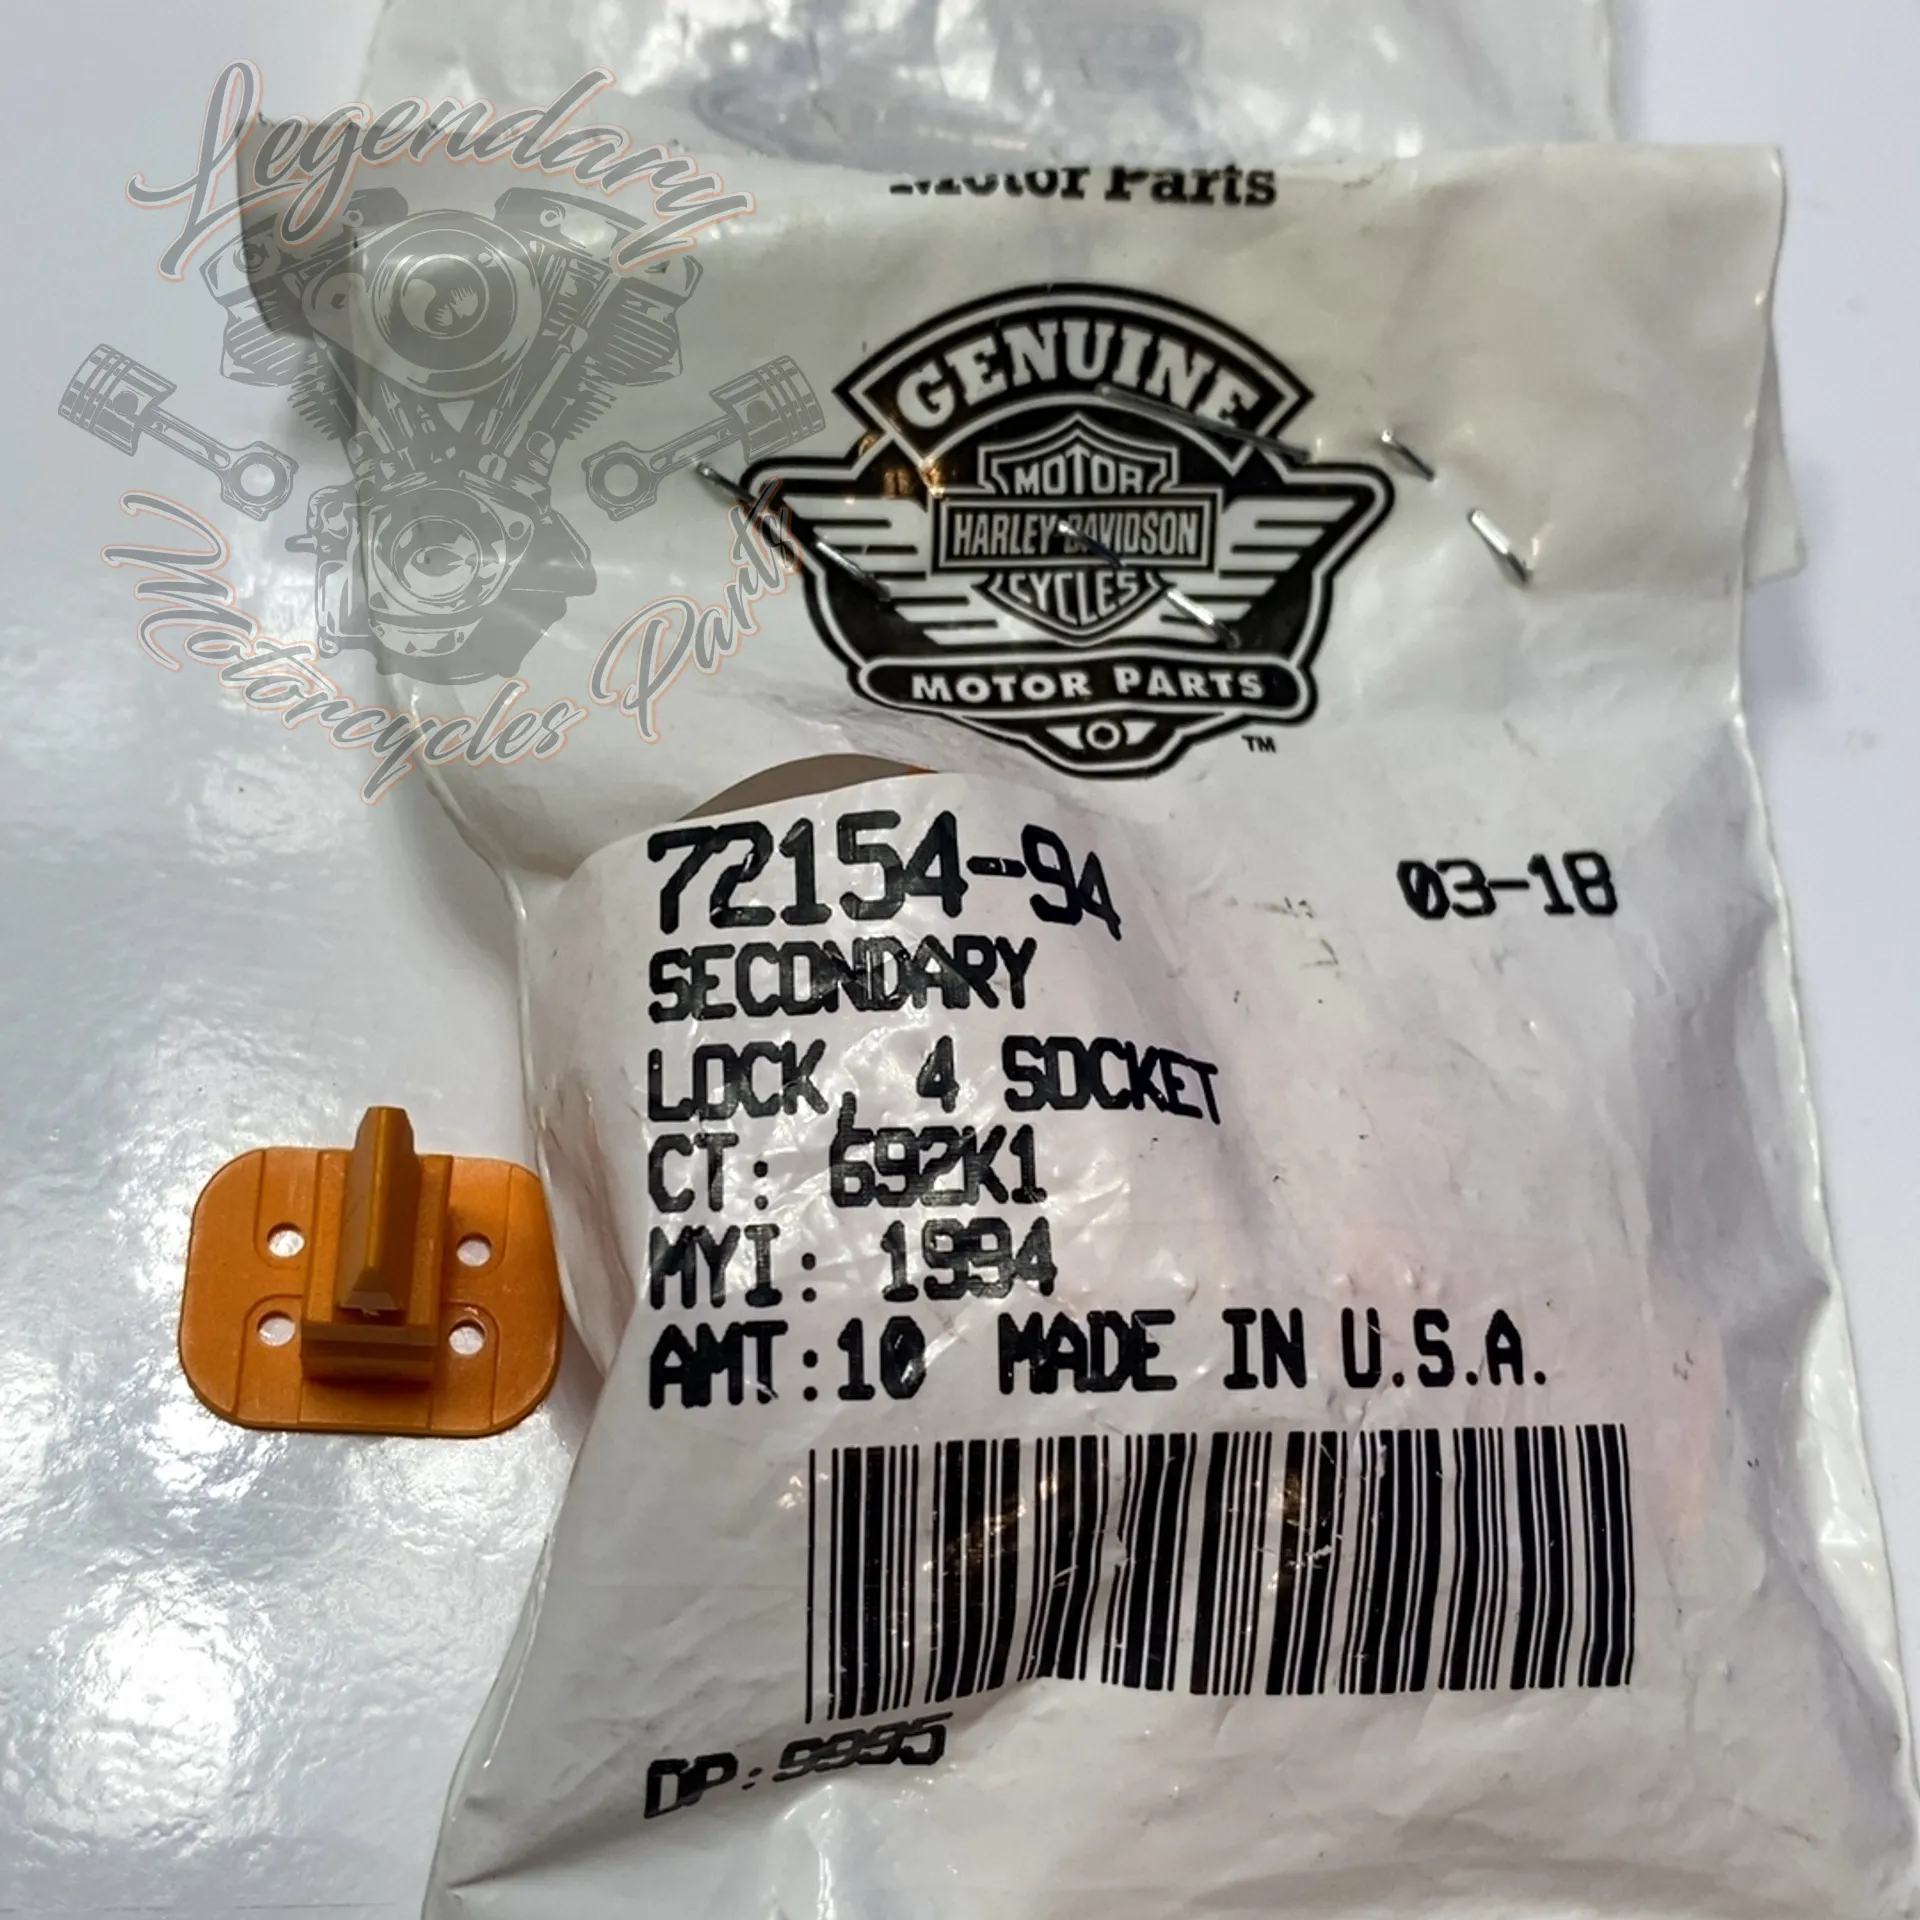 Legendary
Motorcycles Parts
Motor Parts
GENUINE
MOTOR
HARLEY-DAVIDSON
CYCLES
MOTOR PARTS
TM
72154-94 03-18
SECONDARY
LOCK, 4 SOCKET
CT: 692K1
MYI: 1994
AMT:10 MADE IN U.S.A.
DP:9995